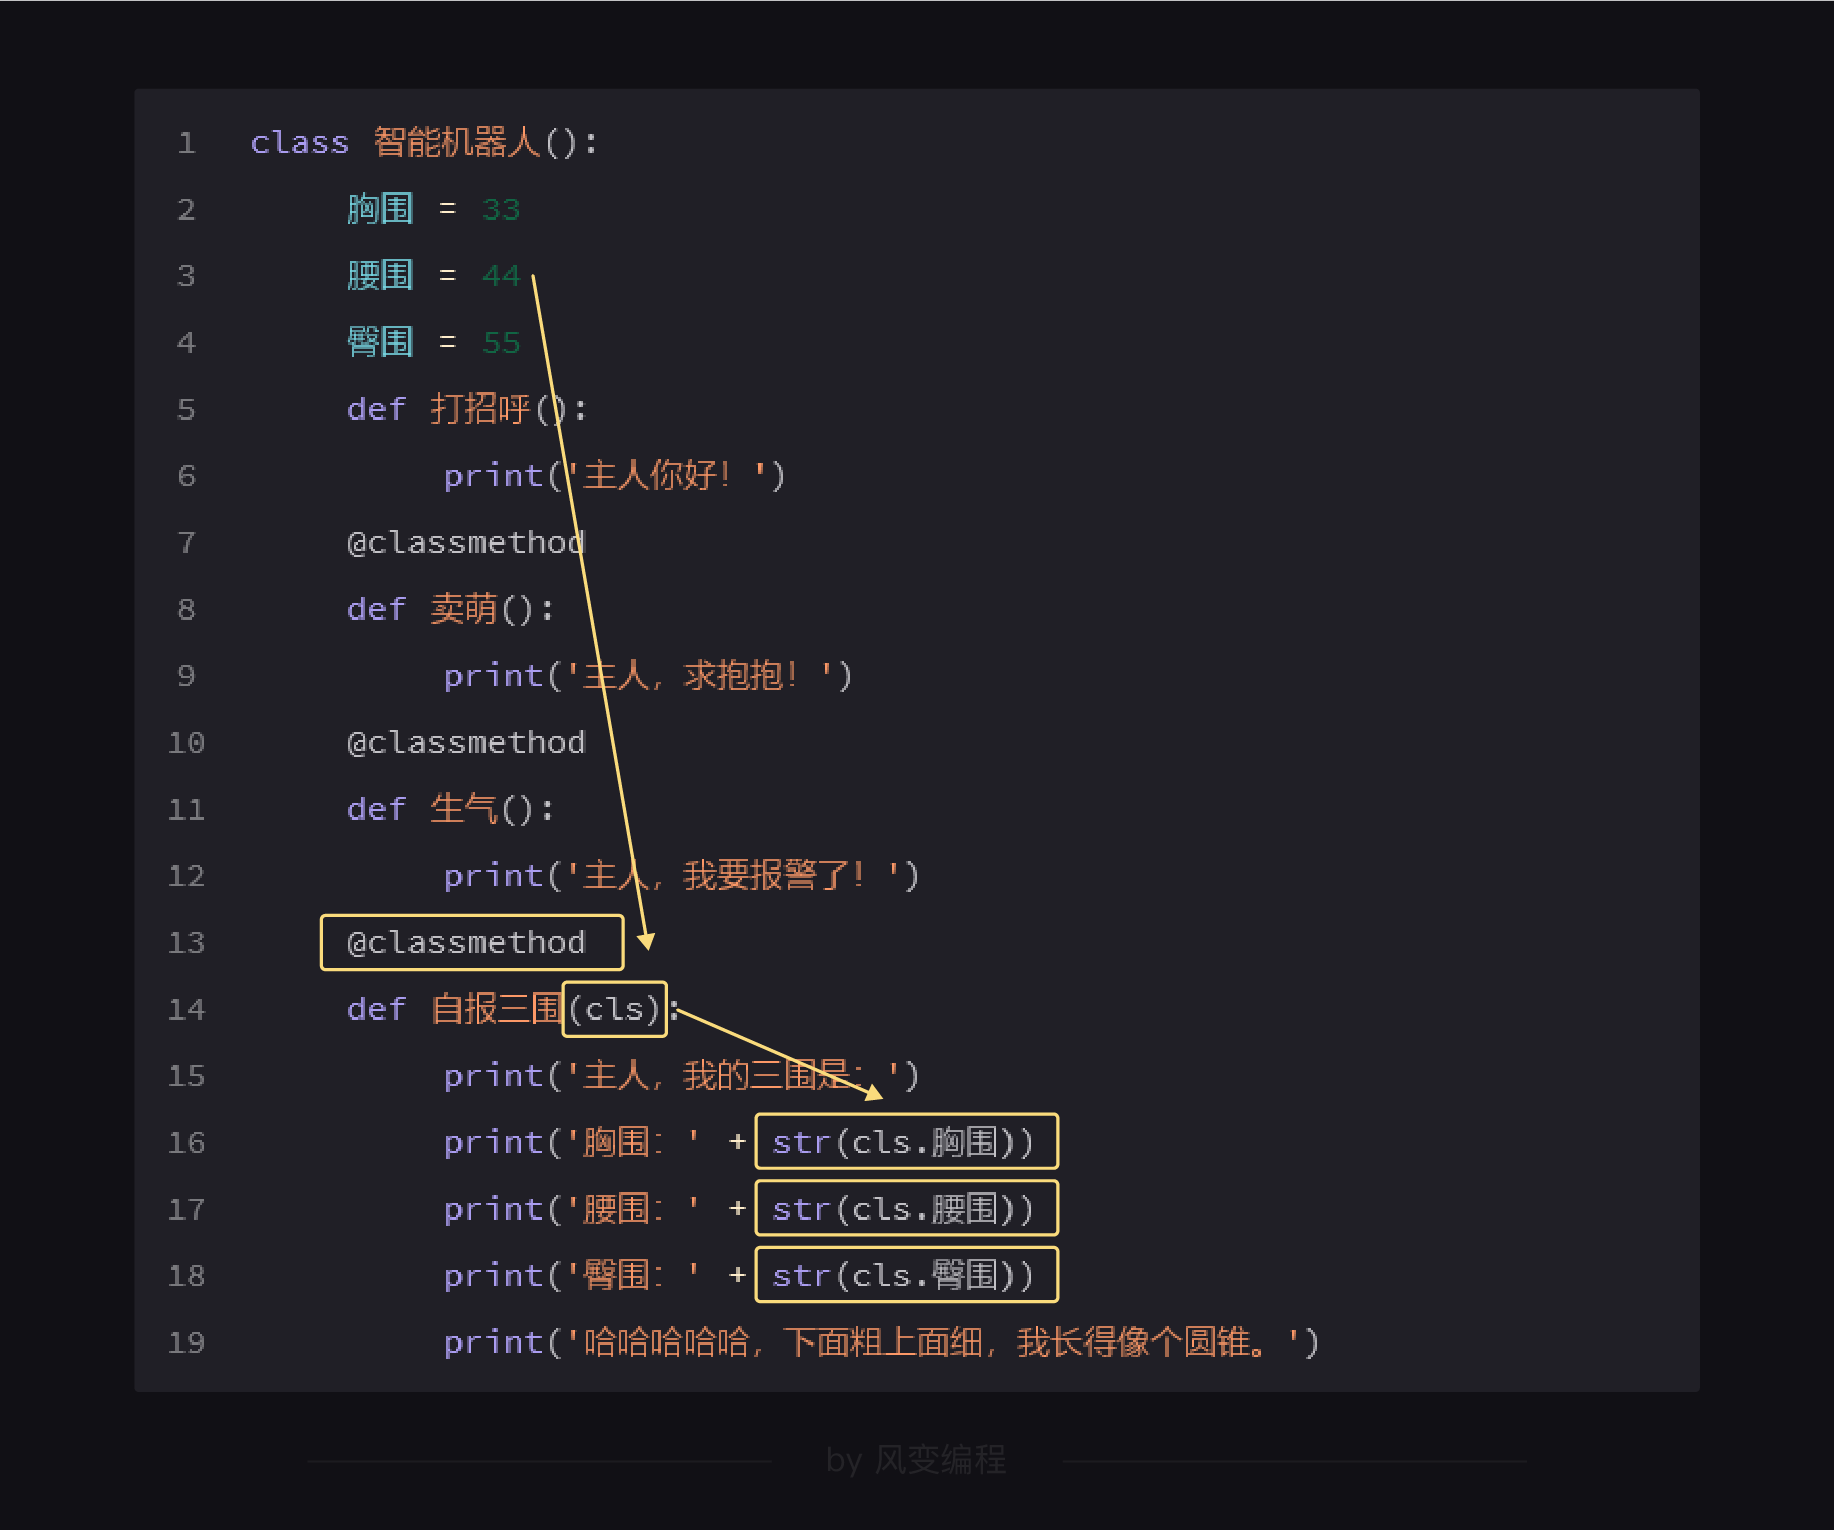 1 class 智能机器人():
2 胸围 = 33
3 腰围 = 44
4 臀围 = 55
5 def 打招呼():
6 print('主人你好！')
7 @classmethod
8 def 卖萌():
9 print('主人，求抱抱！')
10 @classmethod
11 def 生气():
12 print('主人，我要报警了！')
13 @classmethod
14 def 自报三围(cls):
15 print('主人，我的三围是：')
16 print('胸围：' + str(cls.胸围))
17 print('腰围：' + str(cls.腰围))
18 print('臀围：' + str(cls.臀围))
19 print('哈哈哈哈哈，下面粗上面细，我长得像个圆锥。')
by 风变编程